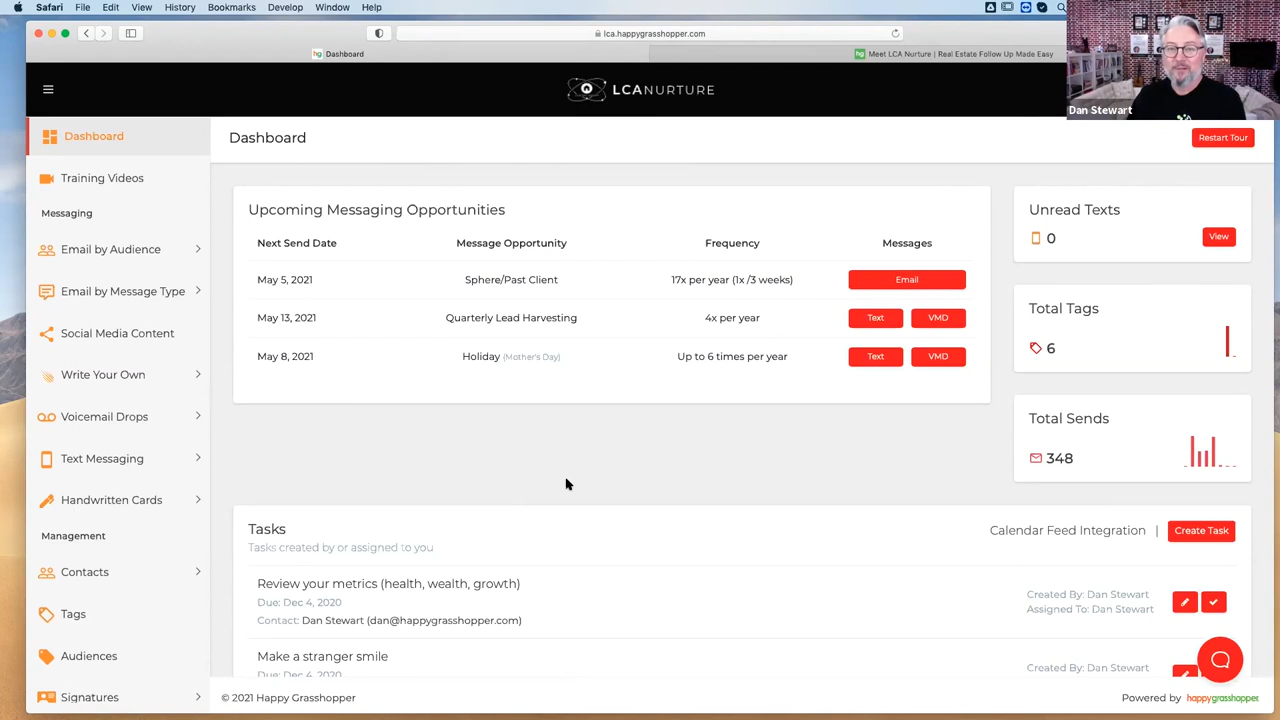 Safari File Edit View History Bookmarks Develop Window Help
lca.happygrasshopper.com
hg Dashboard
hg Meet LCA Nurture | Real Estate Follow Up Made Easy
LCANURTURE
Dan Stewart
Dashboard
Training Videos
Messaging
Email by Audience
Email by Message Type
Social Media Content
Write Your Own
Voicemail Drops
Text Messaging
Handwritten Cards
Management
Contacts
Tags
Audiences
Signatures
Dashboard
Restart Tour
Upcoming Messaging Opportunities
Next Send Date Message Opportunity Frequency Messages
May 5, 2021 Sphere/Past Client 17x per year (1x /3 weeks) Email
May 13, 2021 Quarterly Lead Harvesting 4x per year Text VMD
May 8, 2021 Holiday (Mother's Day) Up to 6 times per year Text VMD
Unread Texts
0 View
Total Tags
6
Total Sends
348
Tasks
Tasks created by or assigned to you
Calendar Feed Integration | Create Task
Review your metrics (health, wealth, growth)
Due: Dec 4, 2020
Contact: Dan Stewart (dan@happygrasshopper.com)
Created By: Dan Stewart
Assigned To: Dan Stewart
Make a stranger smile
Due: Dec 4, 2020
Created By: Dan Stewart
© 2021 Happy Grasshopper
Powered by happygrasshopper